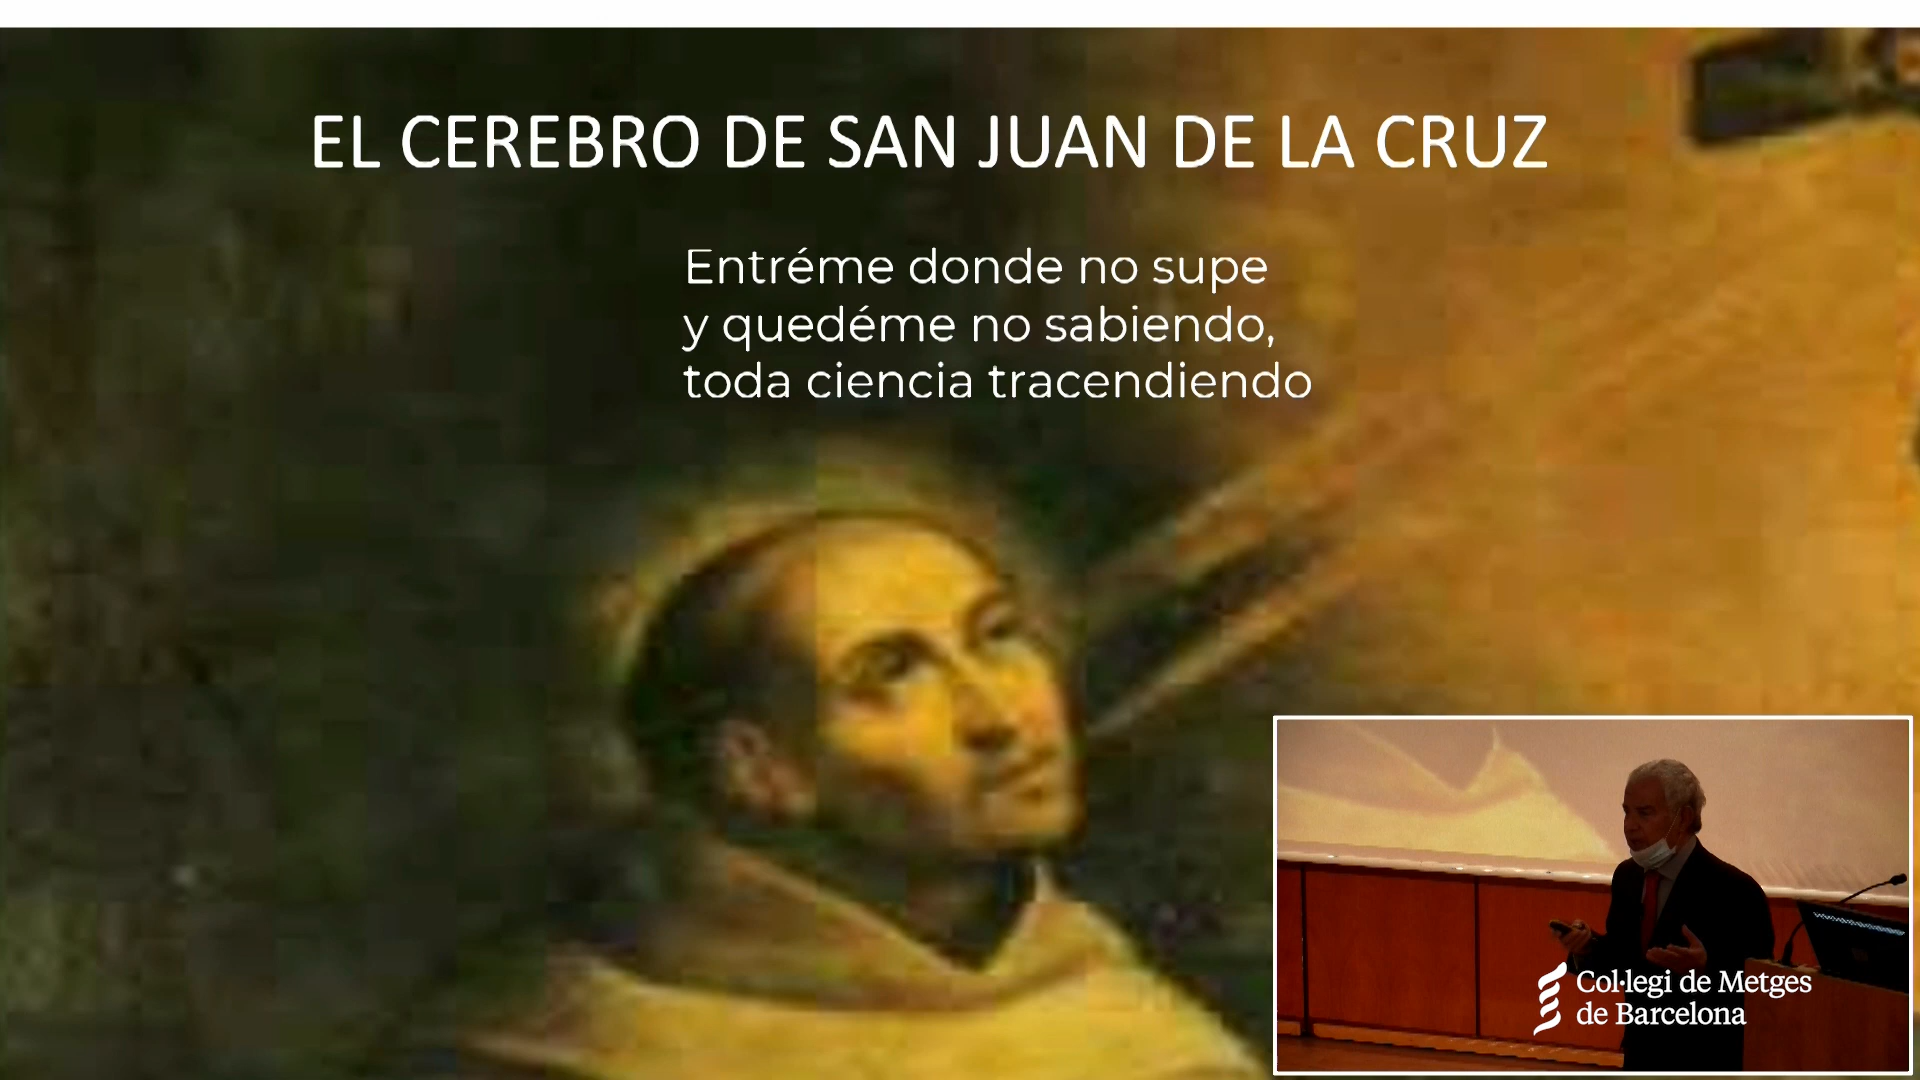 EL CEREBRO DE SAN JUAN DE LA CRUZ
Entréme donde no supe
y quedéme no sabiendo,
toda ciencia tracendiendo
Col·legi de Metges
de Barcelona